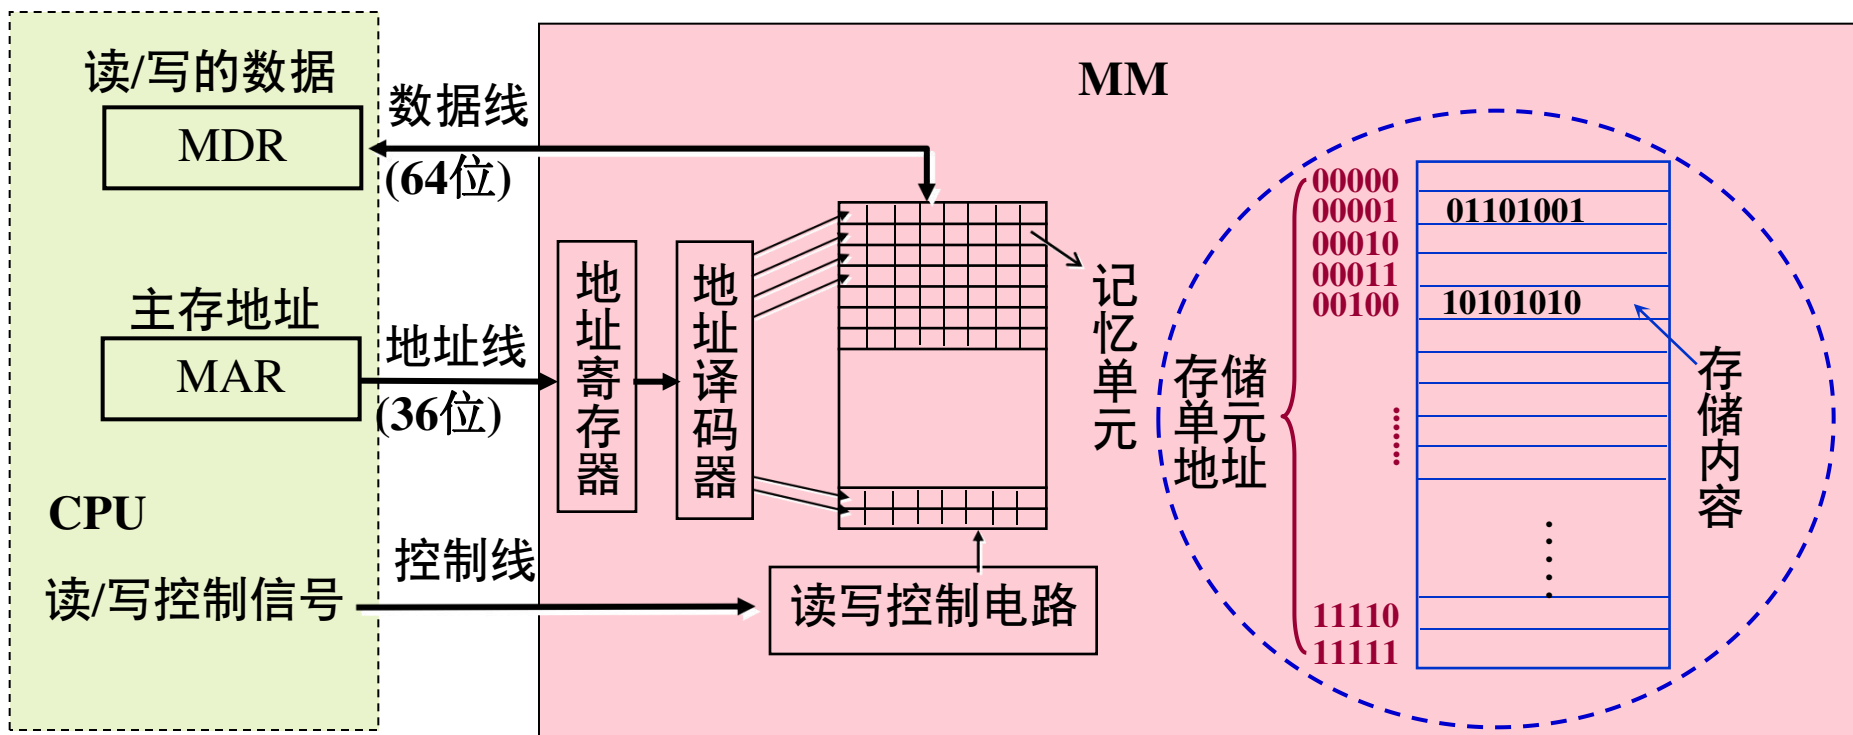 读/写的数据
MDR
数据线
(64位)
主存地址
MAR
地址线
(36位)
CPU
读/写控制信号
控制线
MM
地址寄存器
地址译码器
记忆单元
读写控制电路
存储
单元
地址
00000
00001 01101001
00010
00011
00100 10101010
11110
11111
存储内容